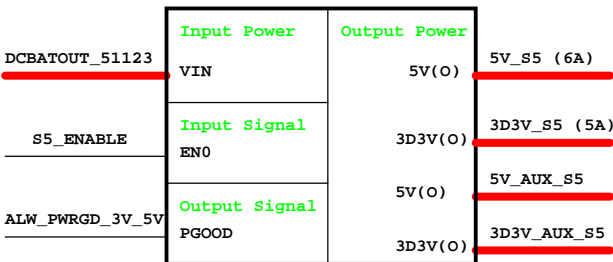 Input Power
Output Power
DCBATOUT_51123
VIN
5V(O)
5V_S5 (6A)
Input Signal
S5_ENABLE
EN0
3D3V(O)
3D3V_S5 (5A)
5V(O)
5V_AUX_S5
Output Signal
ALW_PWRGD_3V_5V
PGOOD
3D3V(O)
3D3V_AUX_S5